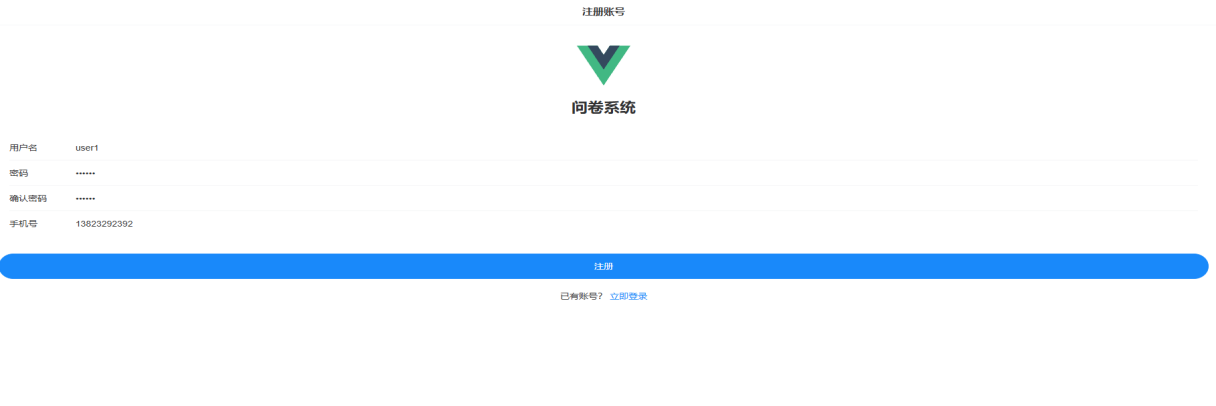 注册账号
问卷系统
用户名 user1
密码 ••••••
确认密码 ••••••
手机号 13823292392
注册
已有账号? 立即登录